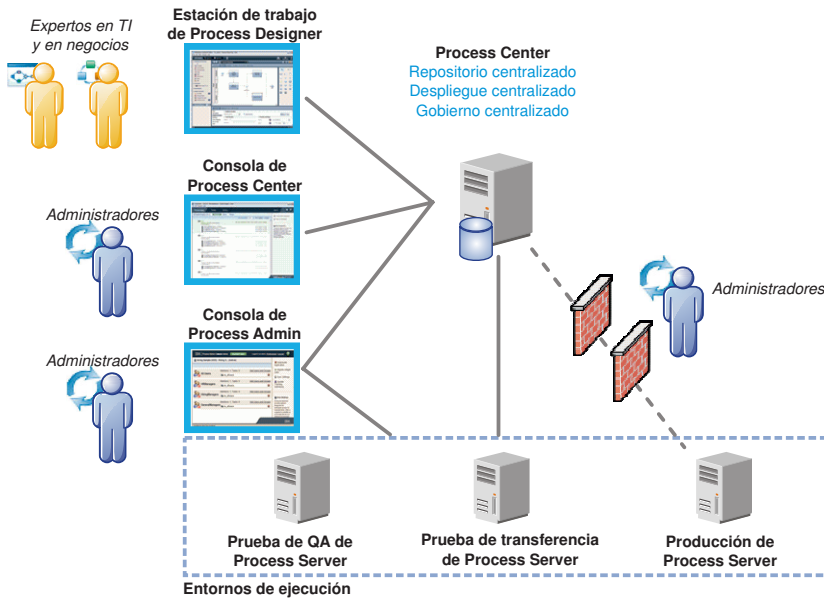 Expertos en TI
y en negocios
Estación de trabajo
de Process Designer
Process Center
Repositorio centralizado
Despliegue centralizado
Gobierno centralizado
Consola de
Process Center
Administradores
Administradores
Consola de
Process Admin
Administradores
Prueba de QA de
Process Server
Prueba de transferencia
de Process Server
Producción de
Process Server
Entornos de ejecución